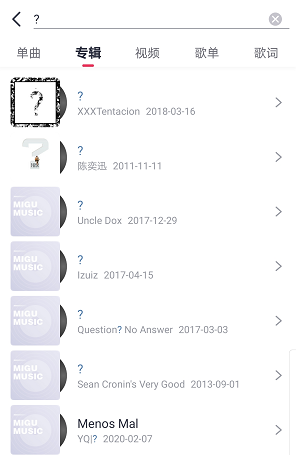 ?
单曲 专辑 视频 歌单 歌词
?
XXXTentacion 2018-03-16
?
陈奕迅 2011-11-11
MIGU
MUSIC
?
Uncle Dox 2017-12-29
MIGU
MUSIC
?
Izuiz 2017-04-15
MIGU
MUSIC
?
Question? No Answer 2017-03-03
MIGU
MUSIC
?
Sean Cronin's Very Good 2013-09-01
MIGU
MUSIC
Menos Mal
YQ|? 2020-02-07